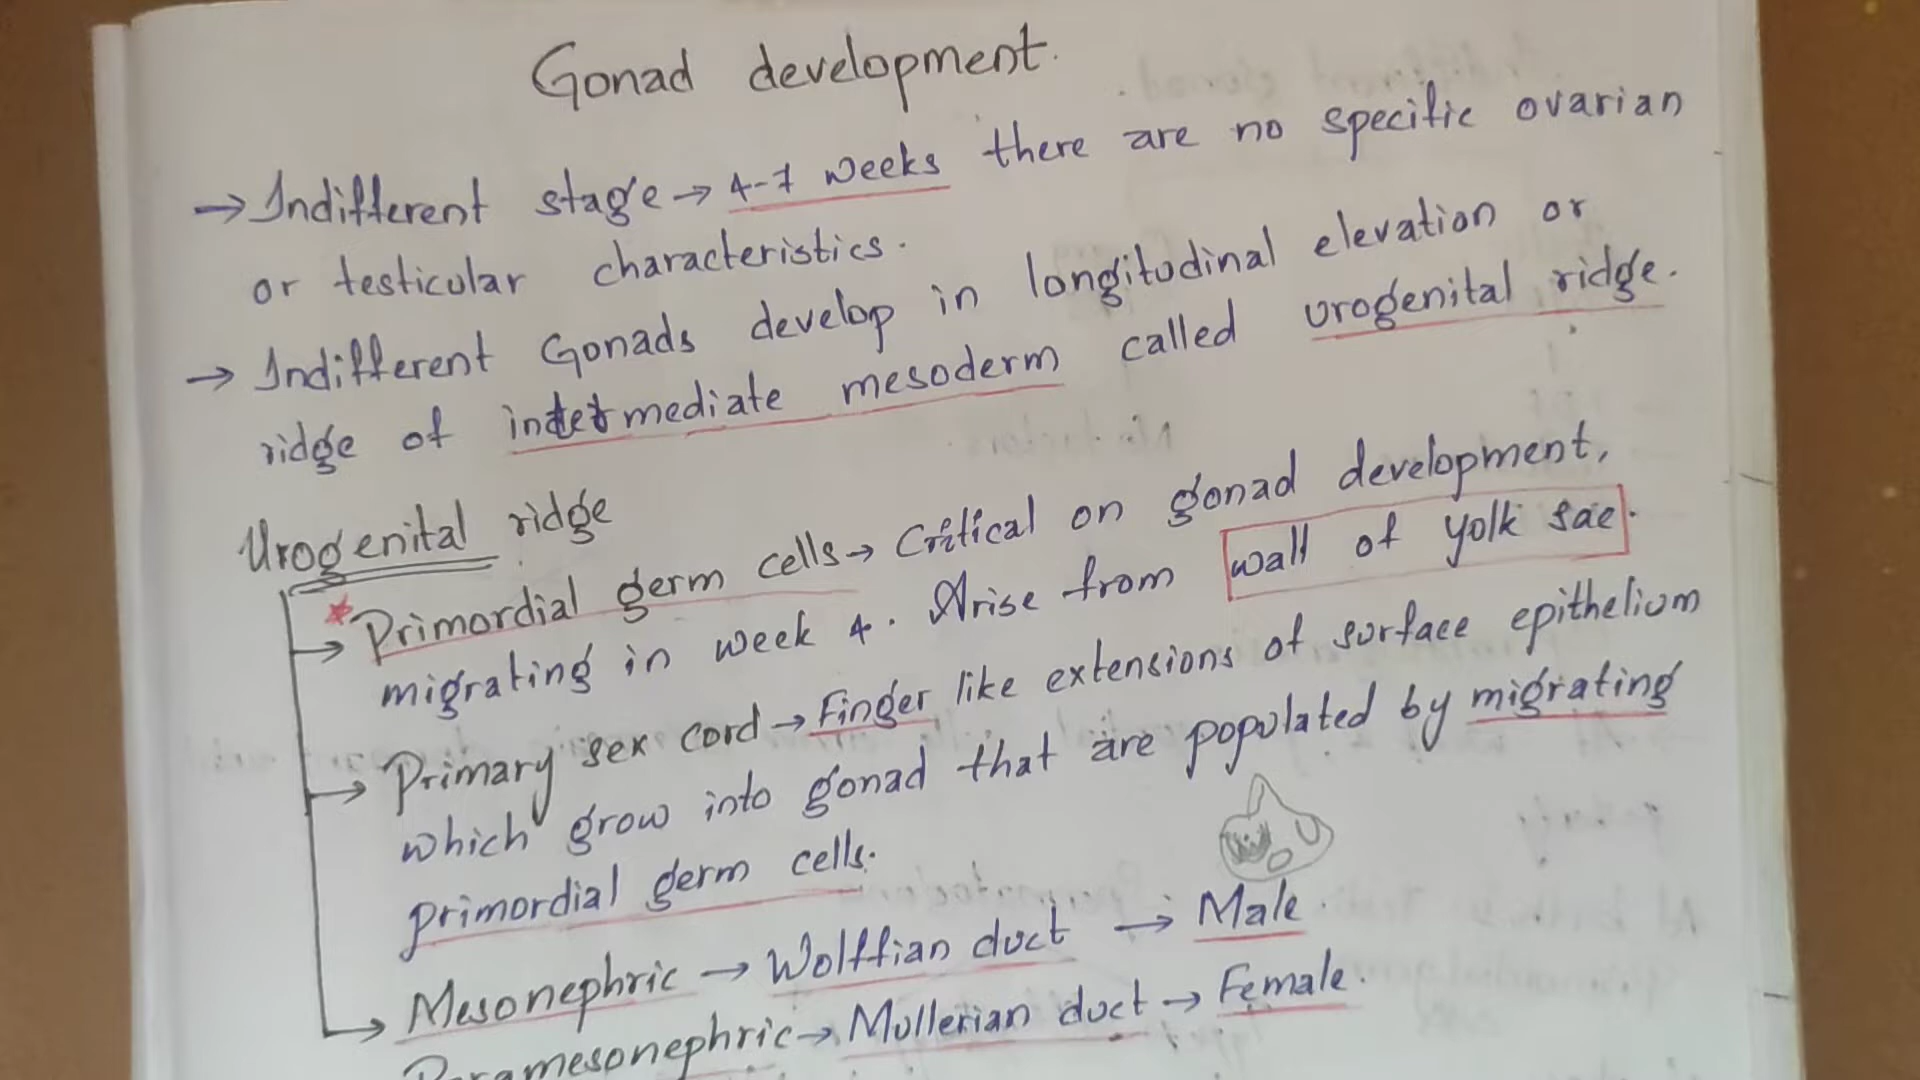 Gonad development.
→ Indifferent stage → 4-7 weeks there are no specific ovarian
or testicular characteristics.
→ Indifferent Gonads develop in longitudinal elevation or
ridge of intermediate mesoderm called urogenital ridge.
Urogenital ridge
* → Primordial germ cells → Critical on gonad development,
migrating in week 4. Arise from wall of yolk sac.
→ Primary sex cord → Finger like extensions of surface epithelium
which grow into gonad that are populated by migrating
primordial germ cells.
→ Mesonephric → Wolffian duct → Male.
Paramesonephric → Mullerian duct → Female.